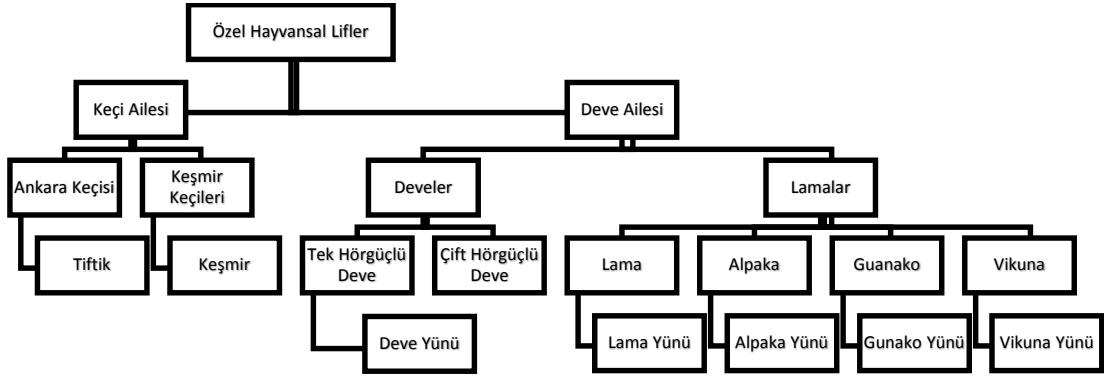 Özel Hayvansal Lifler
Keçi Ailesi
Deve Ailesi
Ankara Keçisi
Keşmir
Keçileri
Develer
Lamalar
Tiftik
Keşmir
Tek Hörgüçlü
Deve
Çift Hörgüçlü
Deve
Lama
Alpaka
Guanako
Vikuna
Deve Yünü
Lama Yünü
Alpaka Yünü
Gunako Yünü
Vikuna Yünü